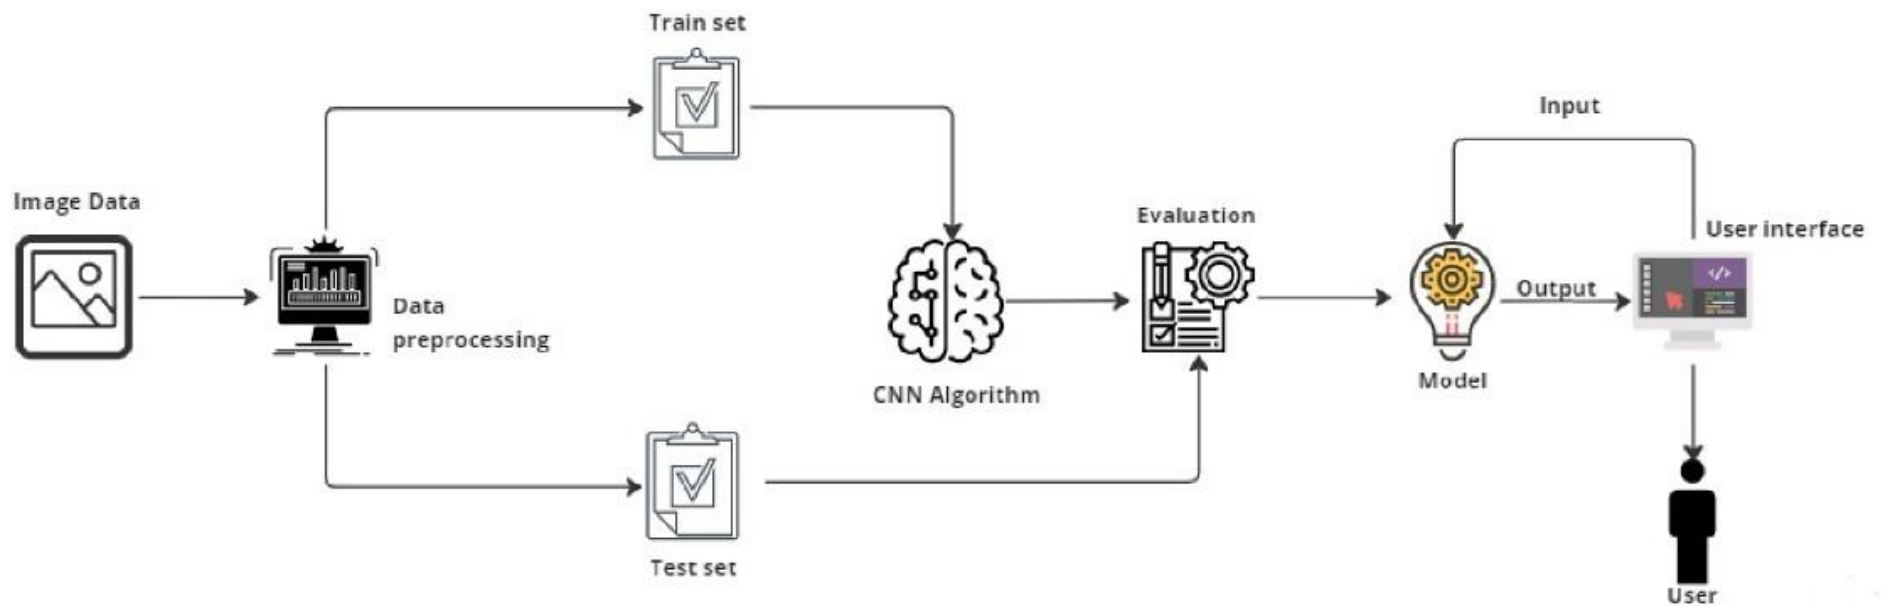 Train set
Input
Image Data
Evaluation
User interface
</>
Data
preprocessing
Output
Model
CNN Algorithm
Test set
User